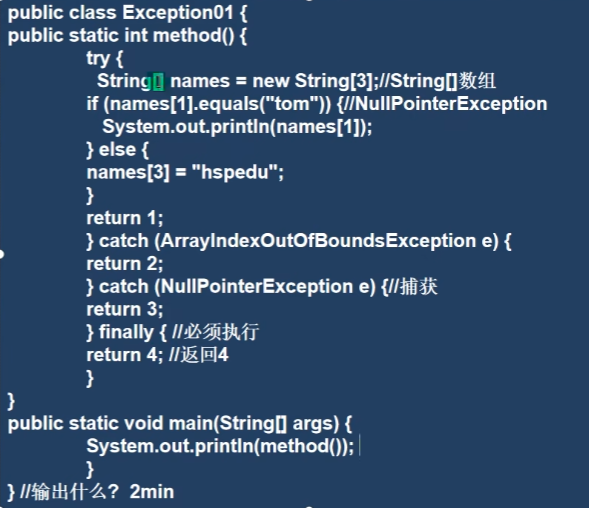 public class Exception01 {
public static int method() {
try {
String[] names = new String[3];//String[]数组
if (names[1].equals("tom")) {//NullPointerException
System.out.println(names[1]);
} else {
names[3] = "hspedu";
}
return 1;
} catch (ArrayIndexOutOfBoundsException e) {
return 2;
} catch (NullPointerException e) {//捕获
return 3;
} finally { //必须执行
return 4; //返回4
}
}
public static void main(String[] args) {
System.out.println(method());
}
} //输出什么? 2min